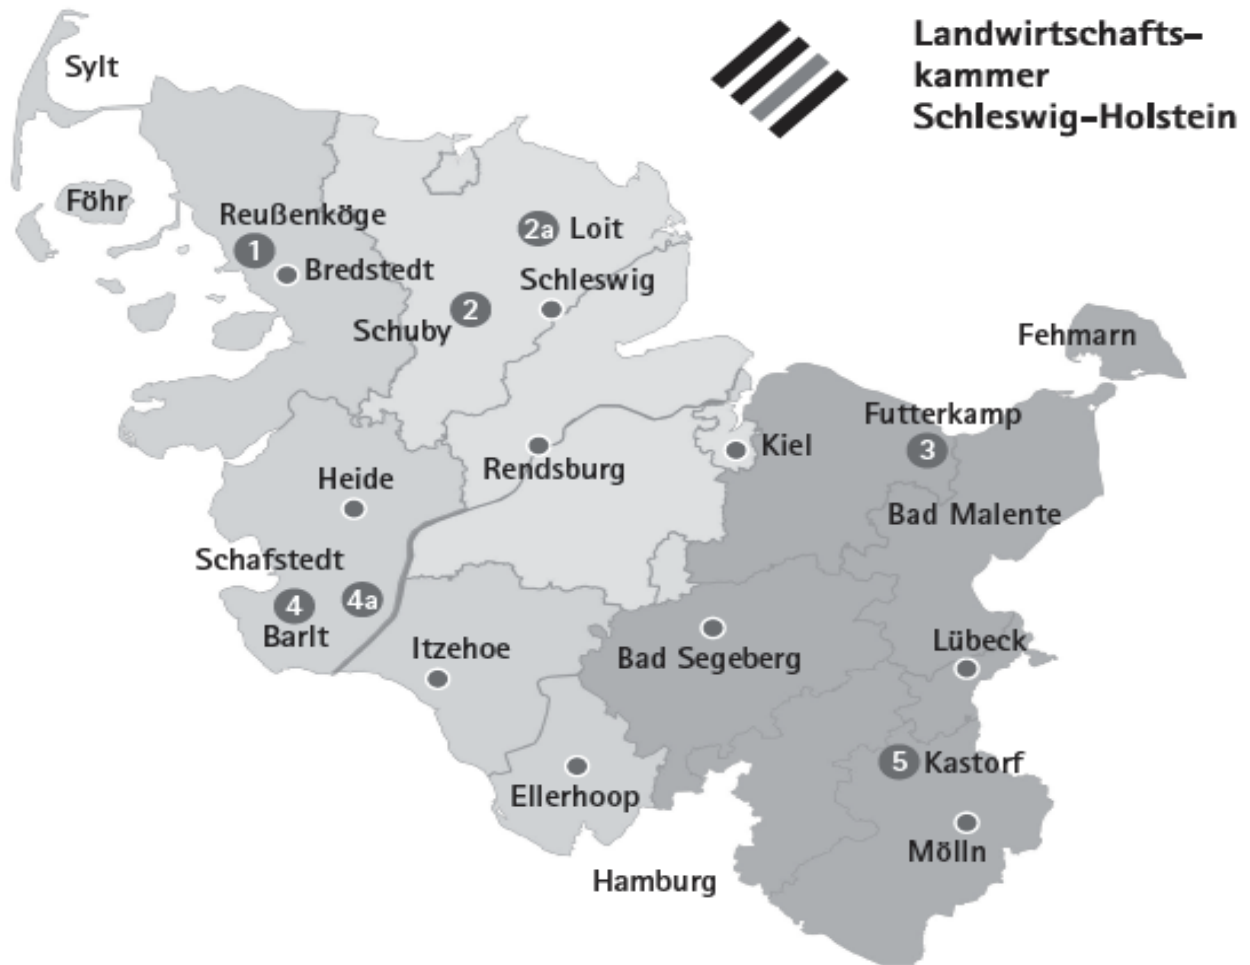 Landwirtschafts-
kammer
Schleswig-Holstein
Sylt
Föhr
Reußenköge
1
Bredstedt
2a Loit
Schleswig
2
Schuby
Fehmarn
Futterkamp
3
Kiel
Rendsburg
Heide
Bad Malente
Schafstedt
4
4a
Barlt
Itzehoe
Bad Segeberg
Lübeck
5 Kastorf
Ellerhoop
Mölln
Hamburg